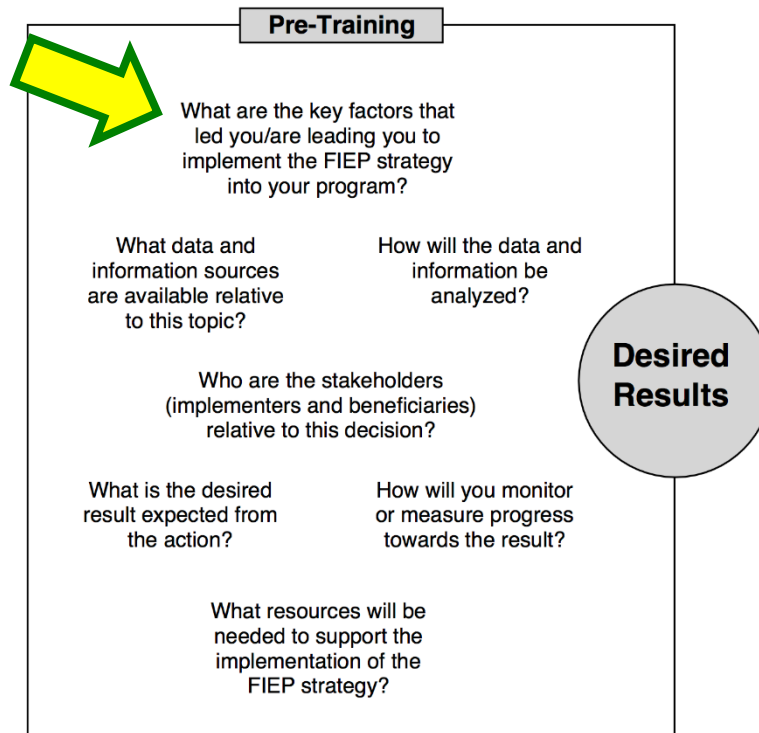 Pre-Training
What are the key factors that
led you/are leading you to
implement the FIEP strategy
into your program?
What data and
information sources
are available relative
to this topic?
How will the data and
information be
analyzed?
Desired
Results
Who are the stakeholders
(implementers and beneficiaries)
relative to this decision?
What is the desired
result expected from
the action?
How will you monitor
or measure progress
towards the result?
What resources will be
needed to support the
implementation of the
FIEP strategy?